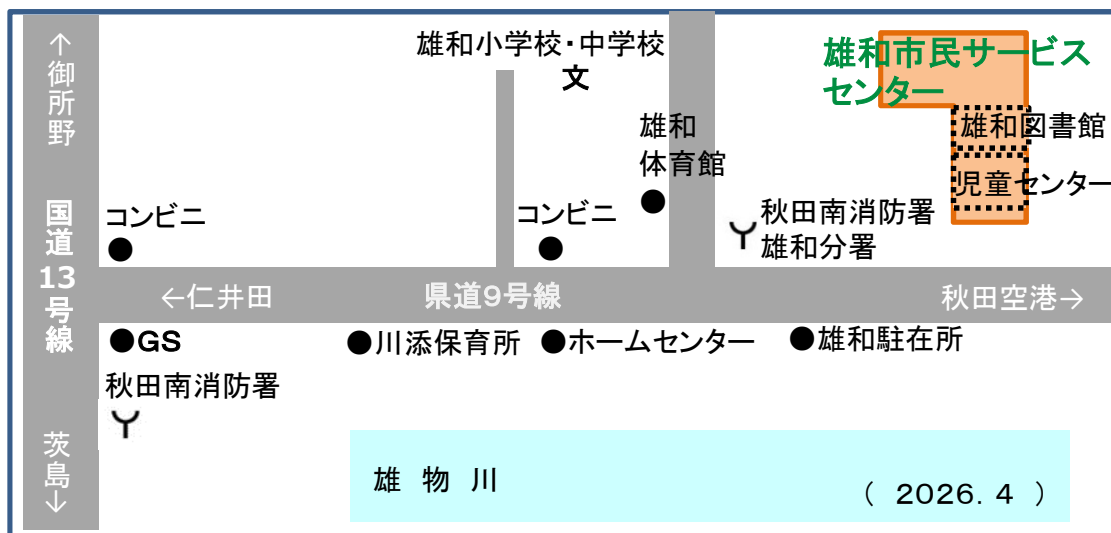 ↑御所野
国道13号線
茨島↓
雄和小学校・中学校
文
雄和市民サービス
センター
雄和図書館
児童センター
雄和
体育館
コンビニ
コンビニ
秋田南消防署
雄和分署
←仁井田
県道9号線
秋田空港→
GS
川添保育所
ホームセンター
雄和駐在所
秋田南消防署
雄物川
(2026.4)